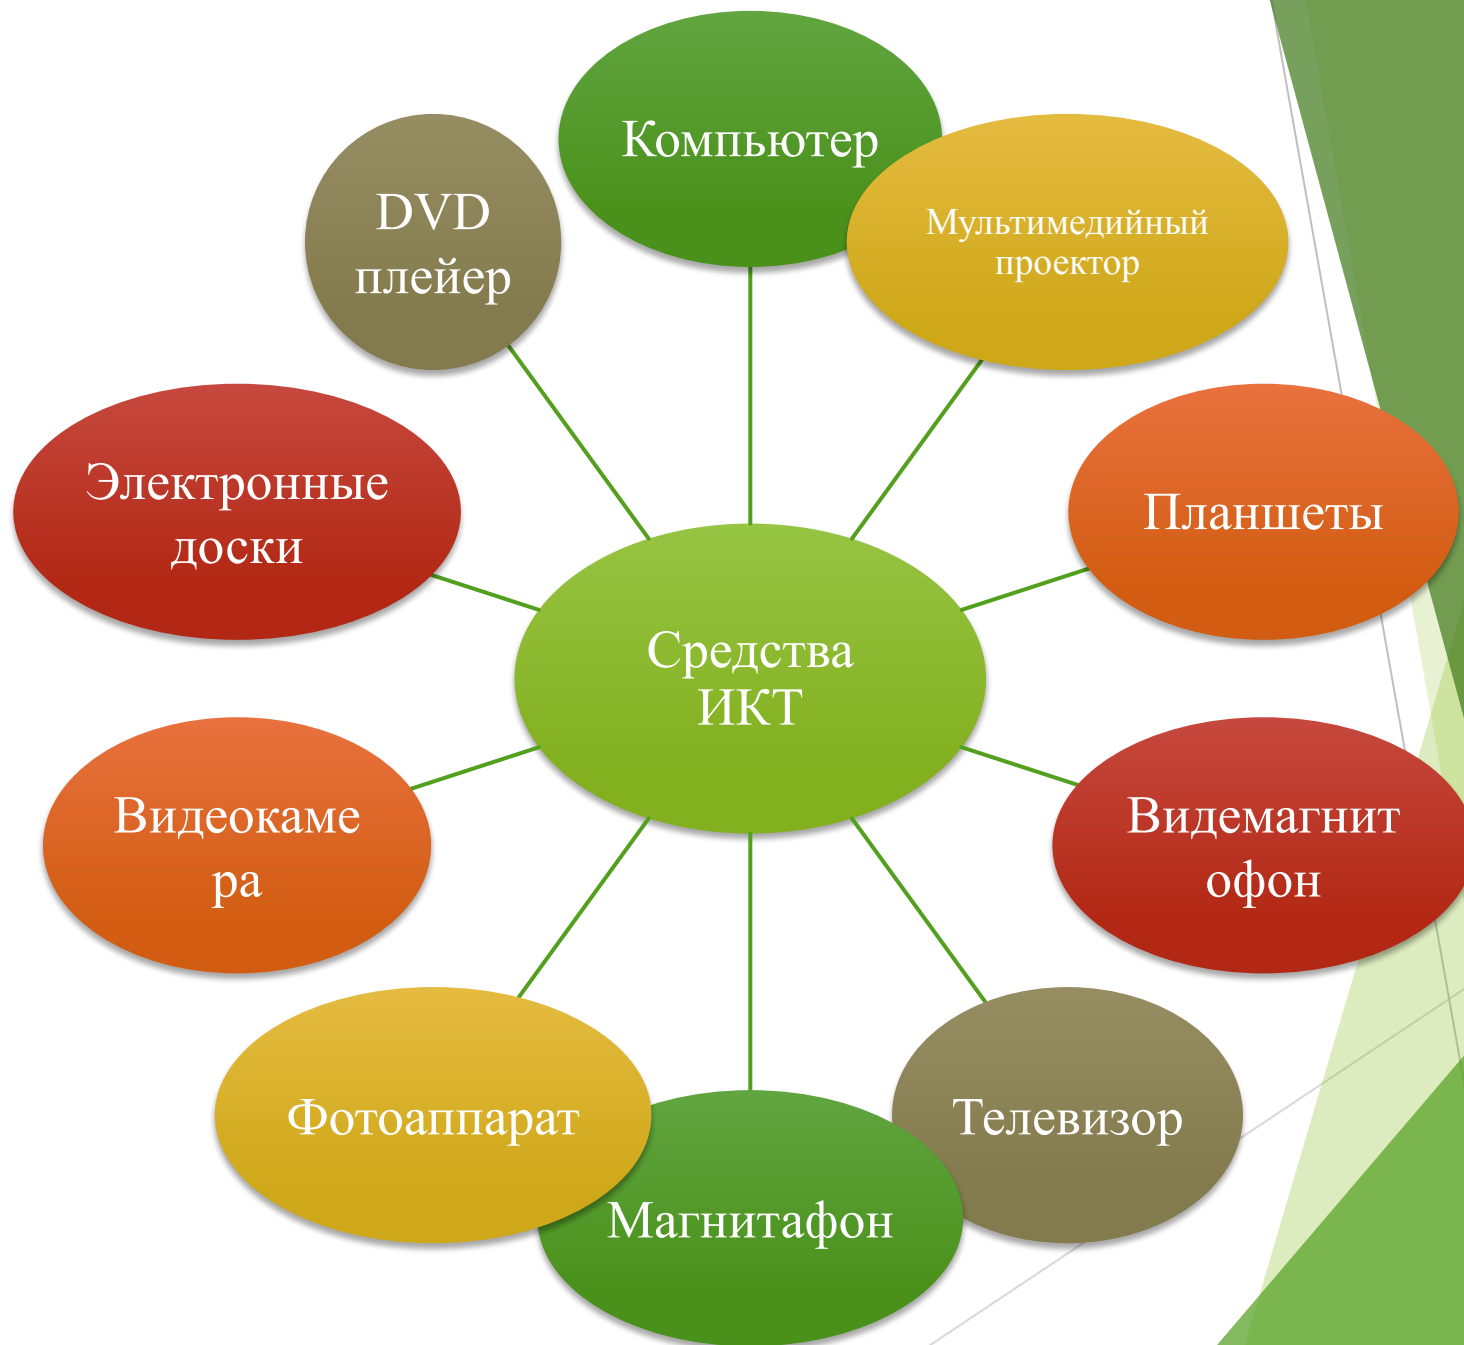 Компьютер
Мультимедийный
проектор
Планшеты
Видемагнит
офон
Телевизор
Магнитафон
Фотоаппарат
Видеокаме
ра
Электронные
доски
DVD
плейер
Средства
ИКТ